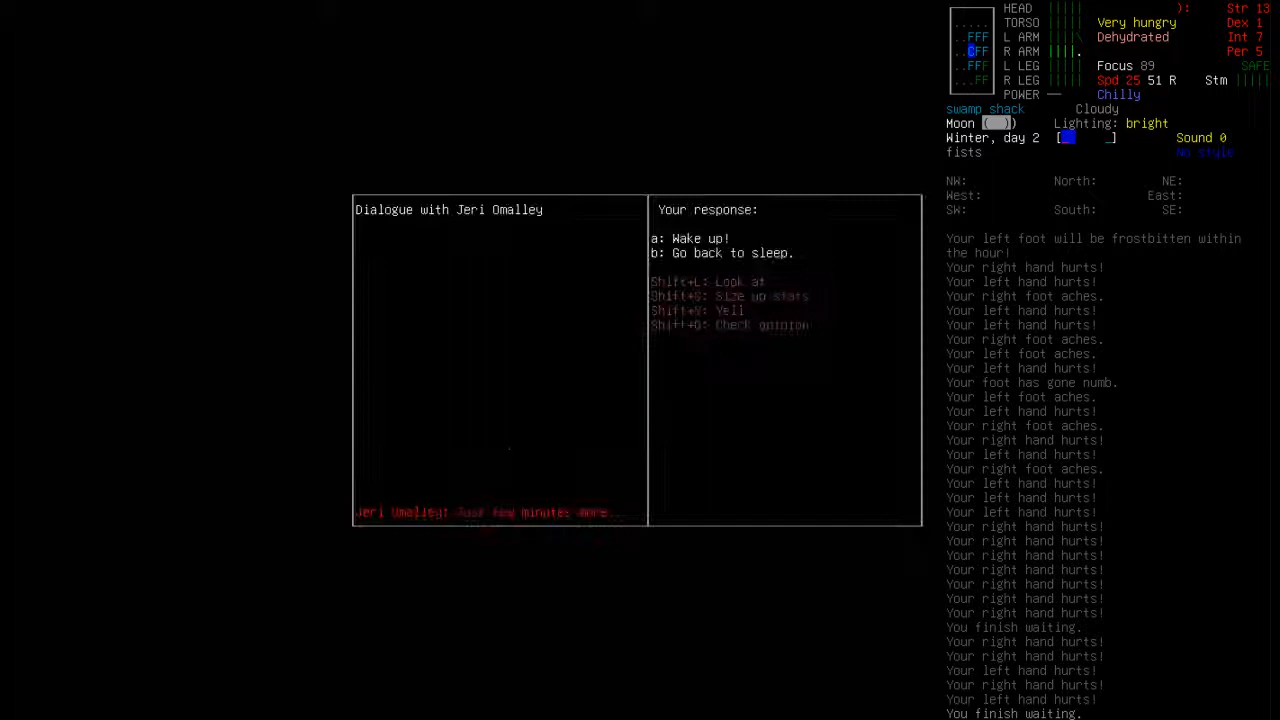 HEAD ): Str 13
TORSO Very hungry Dex 1
L ARM Dehydrated Int 7
R ARM Per 5
L LEG Focus 89 SAFE
R LEG Spd 25 51 R Stm
POWER -- Chilly
swamp shack Cloudy
Moon ( ) Lighting: bright
Winter, day 2 [ ] Sound 0
fists No style
NW: North: NE:
West: East:
SW: South: SE:
Dialogue with Jeri Omalley
Your response:
a: Wake up!
b: Go back to sleep.
Shift+L: Look at
Shift+S: Size up stats
Shift+Y: Yell
Shift+O: Check opinion
Jeri Omalley: Just few minutes more...
Your left foot will be frostbitten within
the hour!
Your right hand hurts!
Your left hand hurts!
Your right foot aches.
Your left hand hurts!
Your left hand hurts!
Your right foot aches.
Your left foot aches.
Your left hand hurts!
Your foot has gone numb.
Your left foot aches.
Your left hand hurts!
Your right foot aches.
Your right hand hurts!
Your left hand hurts!
Your right foot aches.
Your left hand hurts!
Your left hand hurts!
Your left hand hurts!
Your right hand hurts!
Your right hand hurts!
Your right hand hurts!
Your right hand hurts!
Your right hand hurts!
Your right hand hurts!
Your right hand hurts!
You finish waiting.
Your right hand hurts!
Your right hand hurts!
Your left hand hurts!
Your right hand hurts!
Your left hand hurts!
You finish waiting.